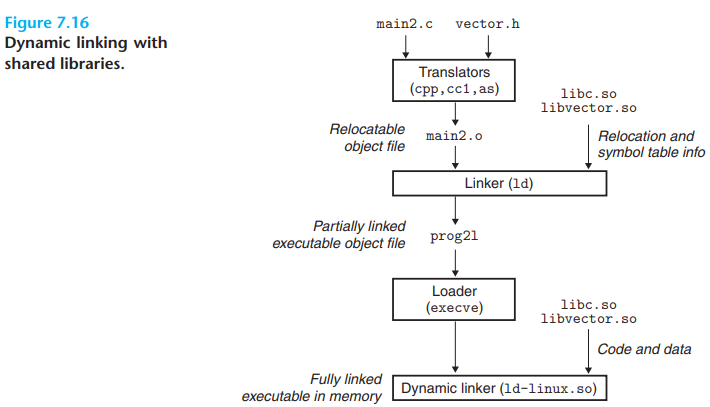 Figure 7.16
Dynamic linking with
shared libraries.
main2.c vector.h
Translators
(cpp,cc1,as)
libc.so
libvector.so
Relocatable
object file
main2.o
Relocation and
symbol table info
Linker (ld)
Partially linked
executable object file
prog2l
Loader
(execve)
libc.so
libvector.so
Code and data
Fully linked
executable in memory
Dynamic linker (ld-linux.so)